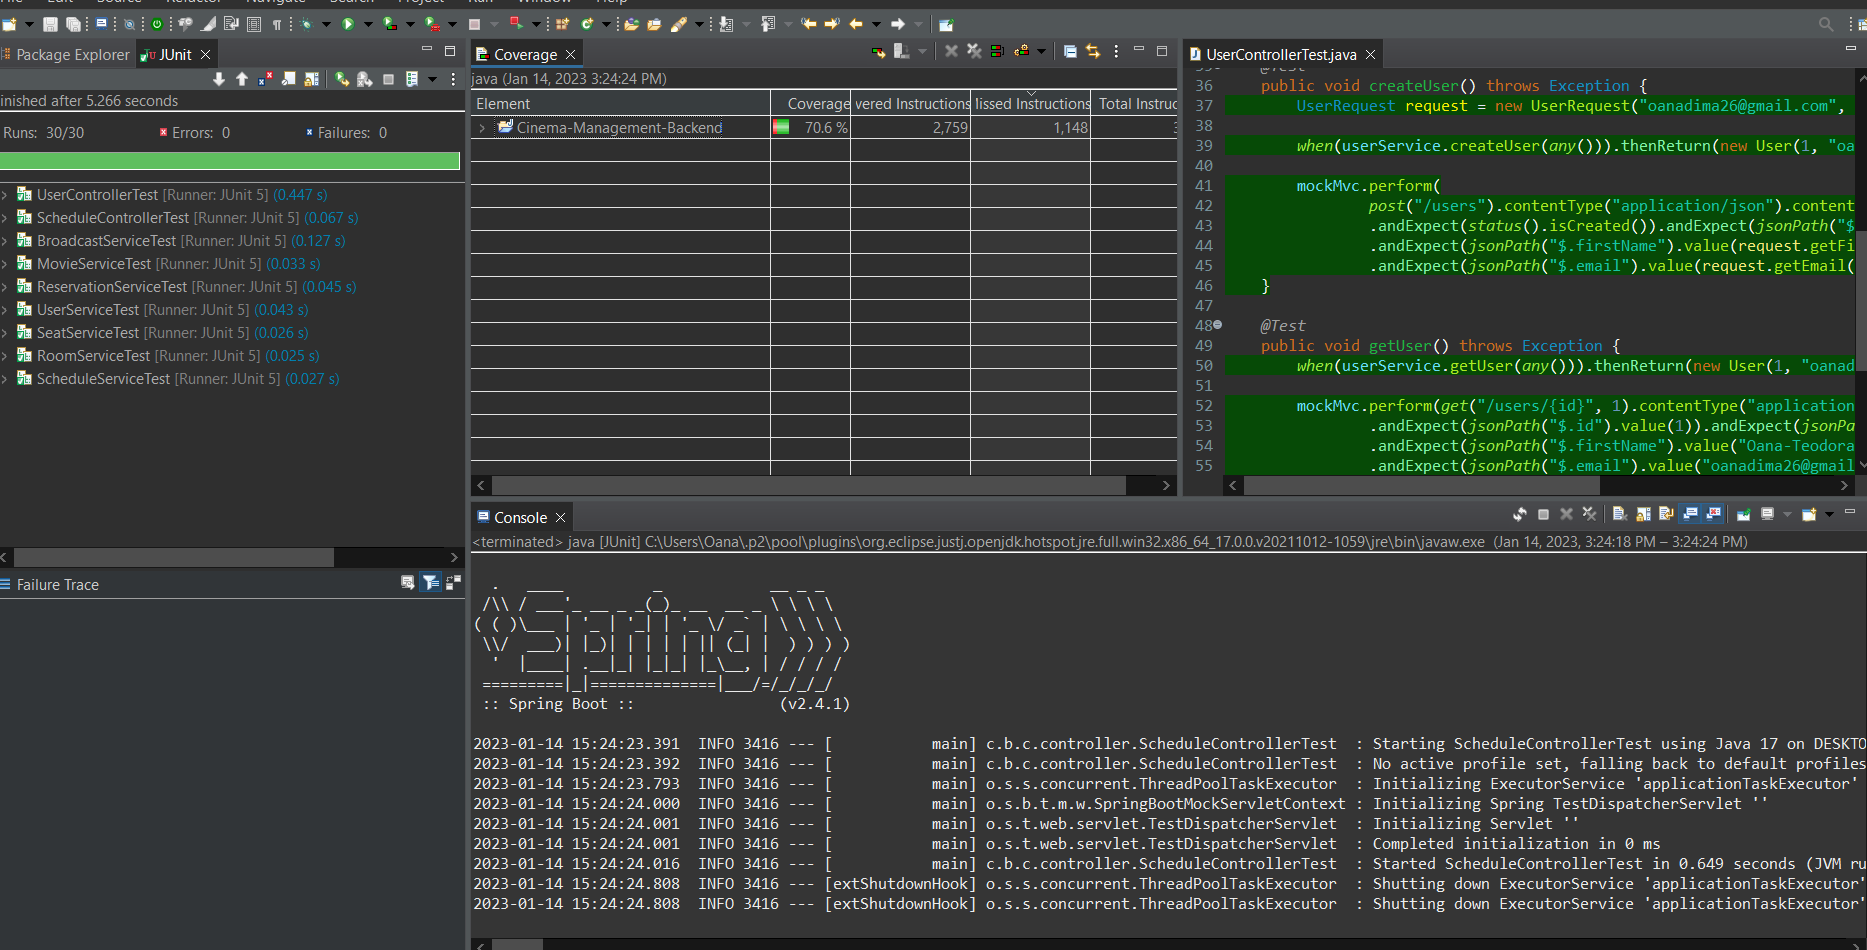 Package Explorer
JUnit
inished after 5.266 seconds
Runs: 30/30
Errors: 0
Failures: 0
UserControllerTest [Runner: JUnit 5] (0.447 s)
ScheduleControllerTest [Runner: JUnit 5] (0.067 s)
BroadcastServiceTest [Runner: JUnit 5] (0.127 s)
MovieServiceTest [Runner: JUnit 5] (0.033 s)
ReservationServiceTest [Runner: JUnit 5] (0.045 s)
UserServiceTest [Runner: JUnit 5] (0.043 s)
SeatServiceTest [Runner: JUnit 5] (0.026 s)
RoomServiceTest [Runner: JUnit 5] (0.025 s)
ScheduleServiceTest [Runner: JUnit 5] (0.027 s)
Failure Trace
Coverage
java (Jan 14, 2023 3:24:24 PM)
Element Coverage vered Instructions lissed Instructions Total Instruc
Cinema-Management-Backend 70.6 % 2,759 1,148
UserControllerTest.java
36 public void createUser() throws Exception {
37 UserRequest request = new UserRequest("oanadima26@gmail.com",
38
39 when(userService.createUser(any())).thenReturn(new User(1, "oa
40
41 mockMvc.perform(
42 post("/users").contentType("application/json").content
43 .andExpect(status().isCreated()).andExpect(jsonPath("$
44 .andExpect(jsonPath("$.firstName").value(request.getFi
45 .andExpect(jsonPath("$.email").value(request.getEmail(
46 }
47
48 @Test
49 public void getUser() throws Exception {
50 when(userService.getUser(any())).thenReturn(new User(1, "oanad
51
52 mockMvc.perform(get("/users/{id}", 1).contentType("application
53 .andExpect(jsonPath("$.id").value(1)).andExpect(jsonPa
54 .andExpect(jsonPath("$.firstName").value("Oana-Teodora
55 .andExpect(jsonPath("$.email").value("oanadima26@gmail
Console
<terminated> java [JUnit] C:\Users\Oana\.p2\pool\plugins\org.eclipse.justj.openjdk.hotspot.jre.full.win32.x86_64_17.0.0.v20211012-1059\jre\bin\javaw.exe (Jan 14, 2023, 3:24:18 PM – 3:24:24 PM)
:: Spring Boot :: (v2.4.1)
2023-01-14 15:24:23.391 INFO 3416 --- [ main] c.b.c.controller.ScheduleControllerTest : Starting ScheduleControllerTest using Java 17 on DESKTO
2023-01-14 15:24:23.392 INFO 3416 --- [ main] c.b.c.controller.ScheduleControllerTest : No active profile set, falling back to default profiles
2023-01-14 15:24:23.793 INFO 3416 --- [ main] o.s.s.concurrent.ThreadPoolTaskExecutor : Initializing ExecutorService 'applicationTaskExecutor'
2023-01-14 15:24:24.000 INFO 3416 --- [ main] o.s.b.t.m.w.SpringBootMockServletContext : Initializing Spring TestDispatcherServlet ''
2023-01-14 15:24:24.001 INFO 3416 --- [ main] o.s.t.web.servlet.TestDispatcherServlet : Initializing Servlet ''
2023-01-14 15:24:24.001 INFO 3416 --- [ main] o.s.t.web.servlet.TestDispatcherServlet : Completed initialization in 0 ms
2023-01-14 15:24:24.016 INFO 3416 --- [ main] c.b.c.controller.ScheduleControllerTest : Started ScheduleControllerTest in 0.649 seconds (JVM ru
2023-01-14 15:24:24.808 INFO 3416 --- [extShutdownHook] o.s.s.concurrent.ThreadPoolTaskExecutor : Shutting down ExecutorService 'applicationTaskExecutor'
2023-01-14 15:24:24.808 INFO 3416 --- [extShutdownHook] o.s.s.concurrent.ThreadPoolTaskExecutor : Shutting down ExecutorService 'applicationTaskExecutor'